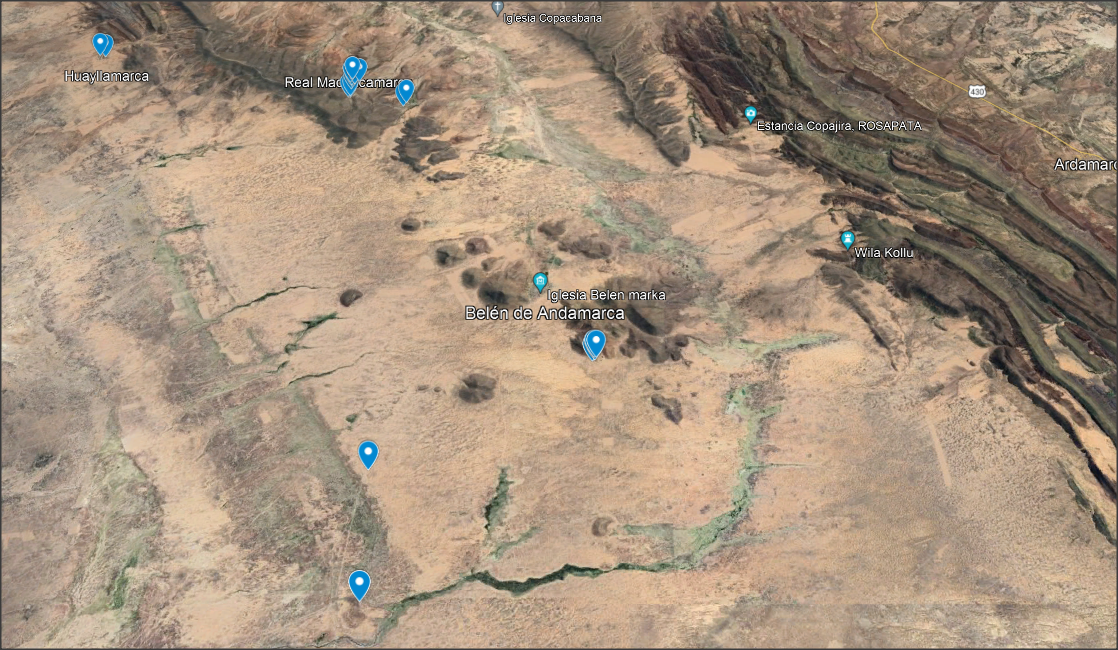 Iglesia Copacabana
Huayllamarca
430
Estancia Copajira, ROSAPATA
Wila Kollu
Iglesia Belen marka
Belén de Andamarca